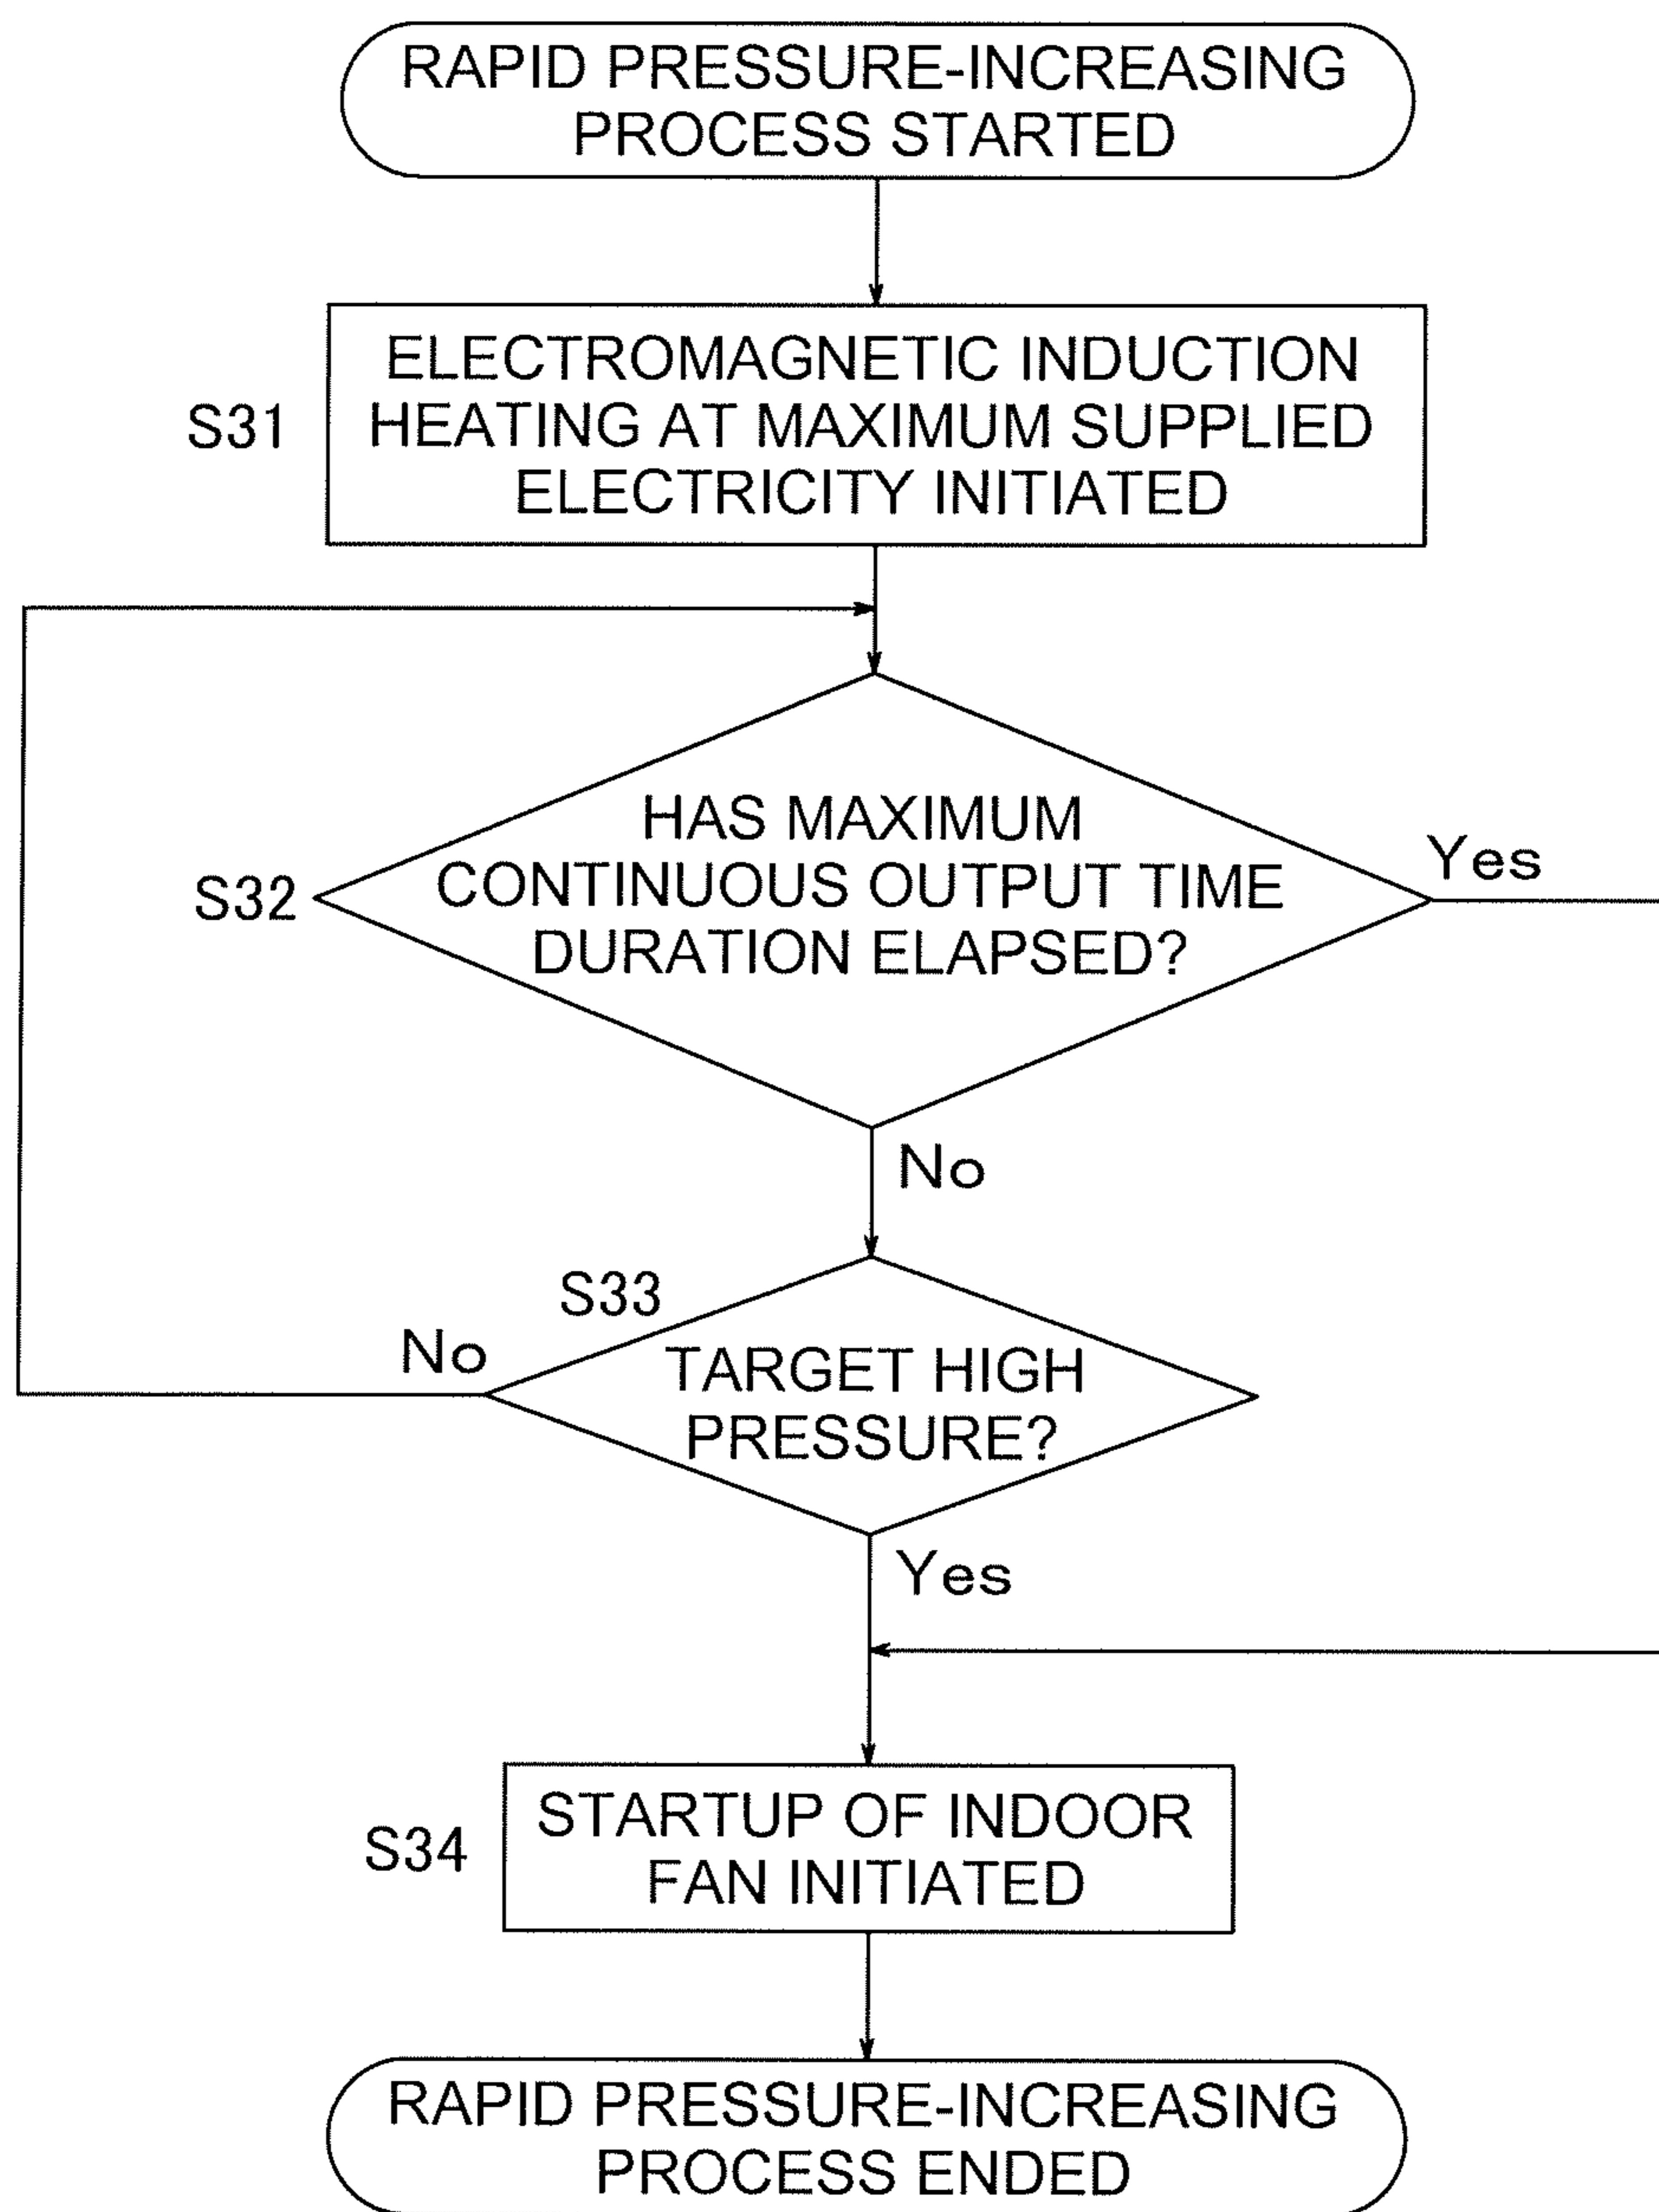 RAPID PRESSURE-INCREASING
PROCESS STARTED
S31
ELECTROMAGNETIC INDUCTION
HEATING AT MAXIMUM SUPPLIED
ELECTRICITY INITIATED
S32
HAS MAXIMUM
CONTINUOUS OUTPUT TIME
DURATION ELAPSED?
Yes
No
S33
No
TARGET HIGH
PRESSURE?
Yes
S34
STARTUP OF INDOOR
FAN INITIATED
RAPID PRESSURE-INCREASING
PROCESS ENDED